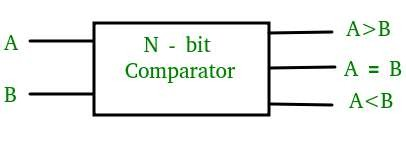 A
B
N - bit
Comparator
A>B
A = B
A<B